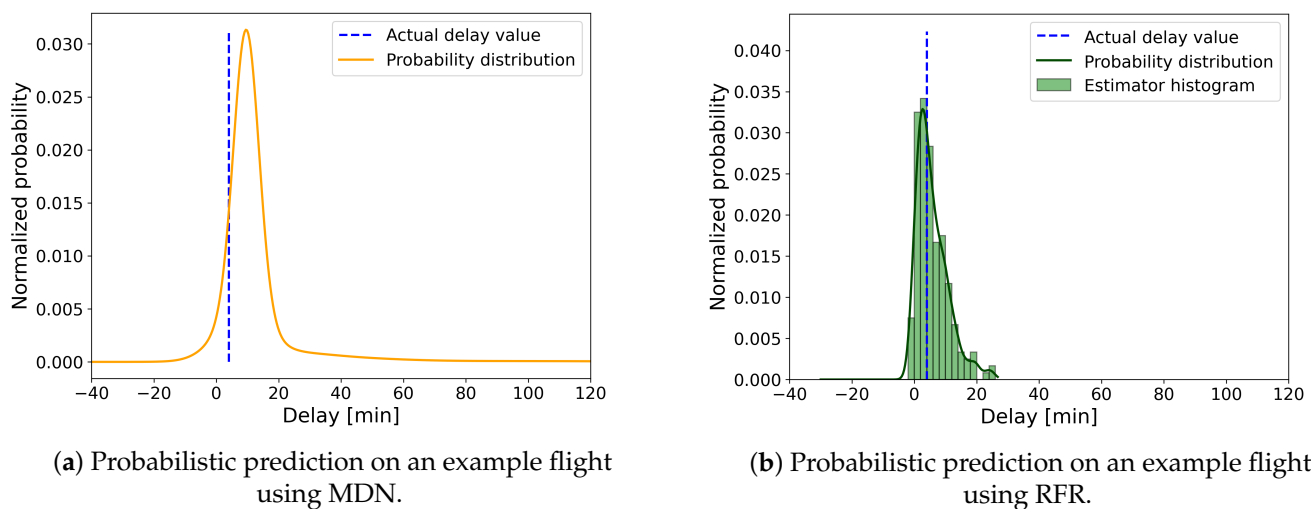 Normalized probability
0.030
0.025
0.020
0.015
0.010
0.005
0.000
Actual delay value
Probability distribution
−40 −20 0 20 40 60 80 100 120
Delay [min]
(a) Probabilistic prediction on an example flight
using MDN.
Normalized probability
0.040
0.035
0.030
0.025
0.020
0.015
0.010
0.005
0.000
Actual delay value
Probability distribution
Estimator histogram
−40 −20 0 20 40 60 80 100 120
Delay [min]
(b) Probabilistic prediction on an example flight
using RFR.